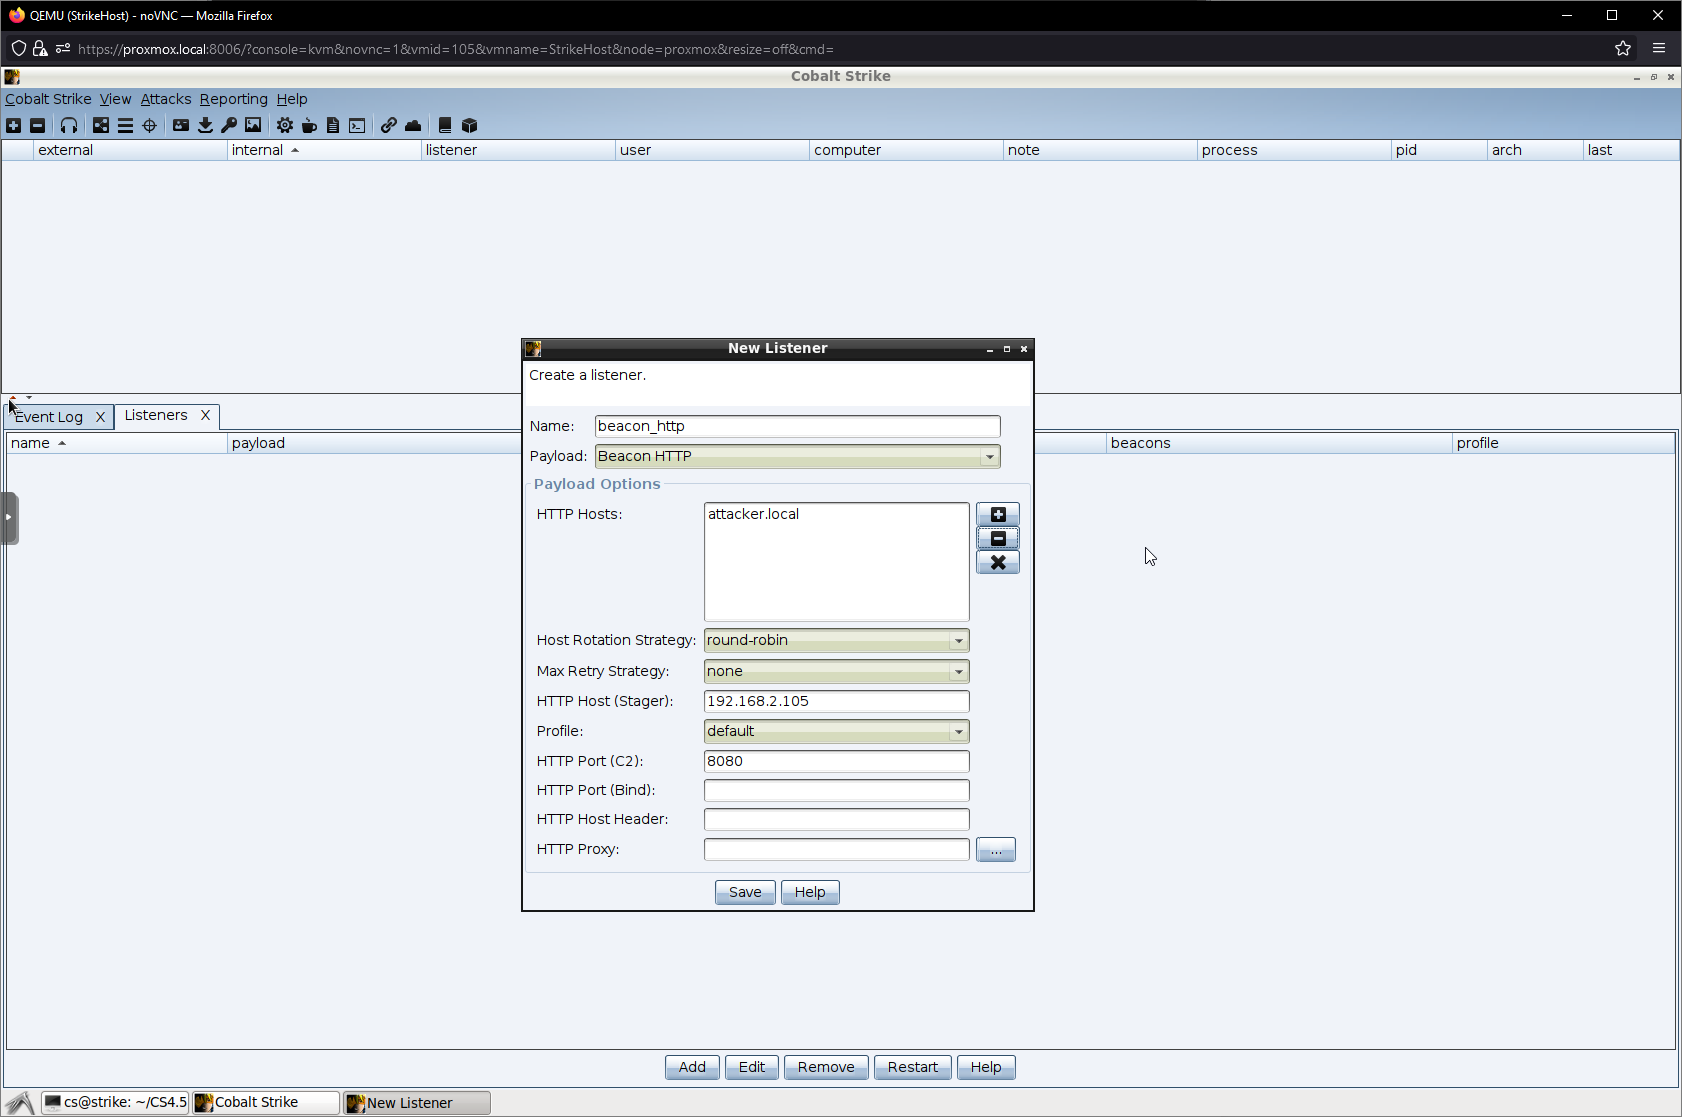 QEMU (StrikeHost) - noVNC — Mozilla Firefox
https://proxmox.local:8006/?console=kvm&novnc=1&vmid=105&vmname=StrikeHost&node=proxmox&resize=off&cmd=
Cobalt Strike
Cobalt Strike View Attacks Reporting Help
external internal listener user computer note process pid arch last
New Listener
Create a listener.
Event Log X Listeners X
name payload beacons profile
Name: beacon_http
Payload: Beacon HTTP
Payload Options
HTTP Hosts: attacker.local
Host Rotation Strategy: round-robin
Max Retry Strategy: none
HTTP Host (Stager): 192.168.2.105
Profile: default
HTTP Port (C2): 8080
HTTP Port (Bind):
HTTP Host Header:
HTTP Proxy: ...
Save Help
Add Edit Remove Restart Help
cs@strike: ~/CS4.5 Cobalt Strike New Listener